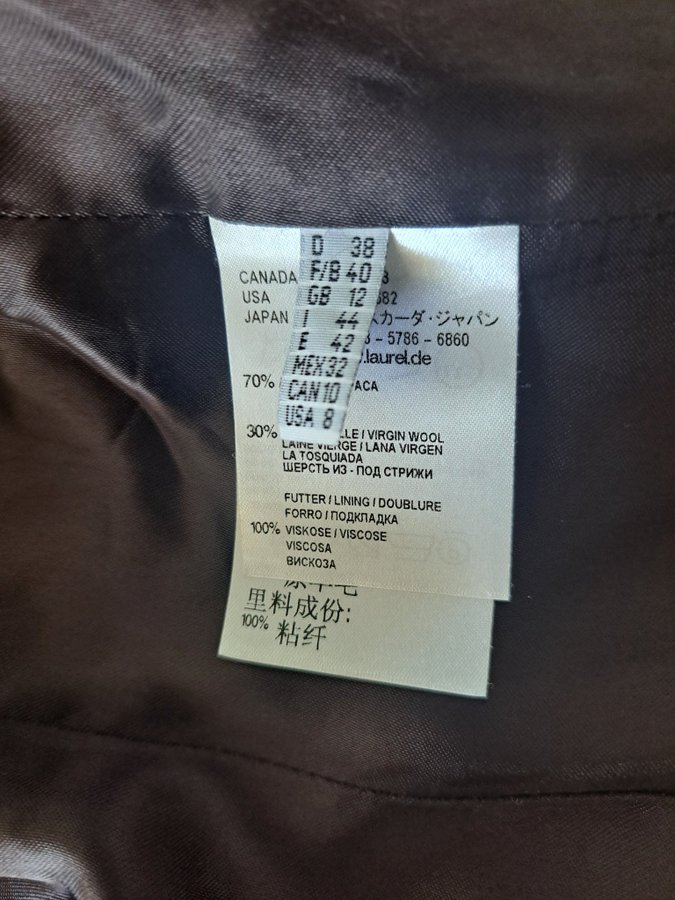 D 38
F/B 40
GB 12
I 44
E 42
MEX 32
CAN 10
USA 8
CANADA
USA 682
JAPAN スカーダ・ジャパン
- 5786 - 6860
.laurel.de
70% ACA
30% LLE / VIRGIN WOOL
LAINE VIERGE / LANA VIRGEN
LA TOSQUIADA
ШЕРСТЬ ИЗ - ПОД СТРИЖИ
FUTTER / LINING / DOUBLURE
FORRO / ПОДКЛАДКА
100% VISKOSE / VISCOSE
VISCOSA
ВИСКОЗА
里料成份:
100% 粘纤